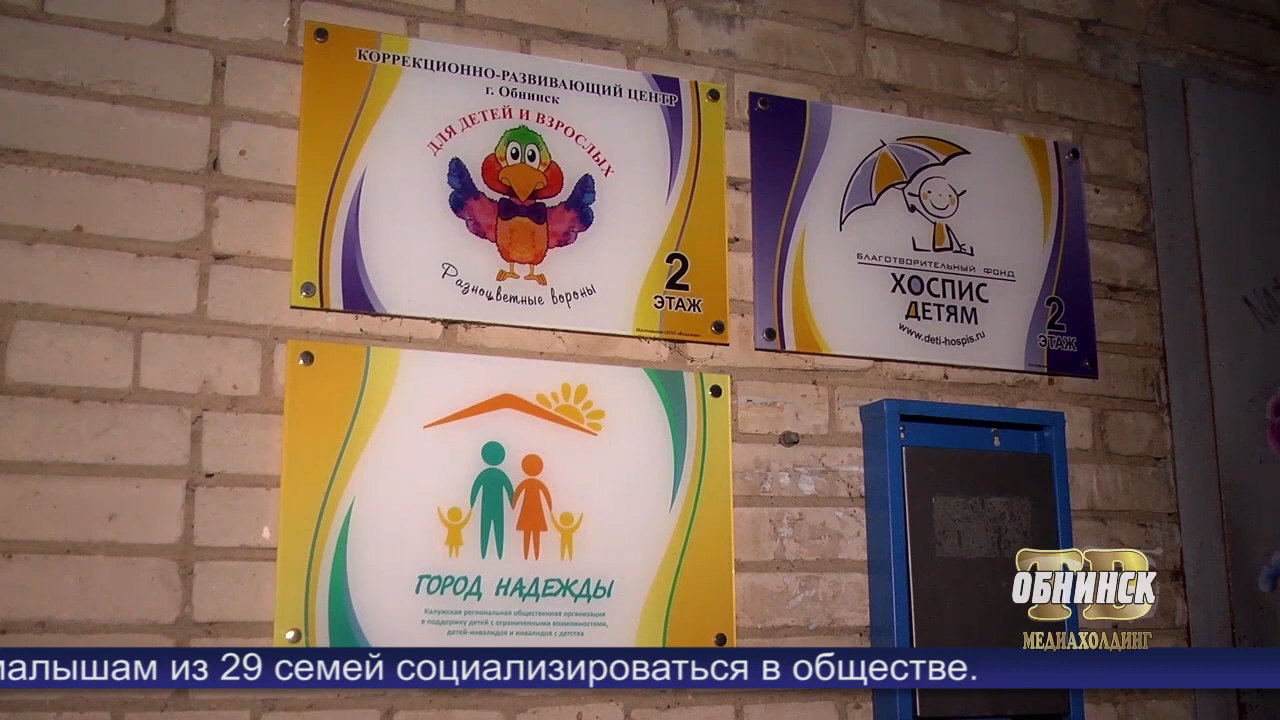 КОРРЕКЦИОННО-РАЗВИВАЮЩИЙ ЦЕНТР
г. Обнинск
ДЛЯ ДЕТЕЙ И ВЗРОСЛЫХ
Разноцветные вороны
2
ЭТАЖ
БЛАГОТВОРИТЕЛЬНЫЙ ФОНД
ХОСПИС
ДЕТЯМ
www.deti-hospis.ru
2
ЭТАЖ
ГОРОД НАДЕЖДЫ
Калужская региональная общественная организация
в поддержку детей с ограниченными возможностями,
детей-инвалидов и инвалидов с детства
ТВ
ОБНИНСК
МЕДИАХОЛДИНГ
малышам из 29 семей социализироваться в обществе.